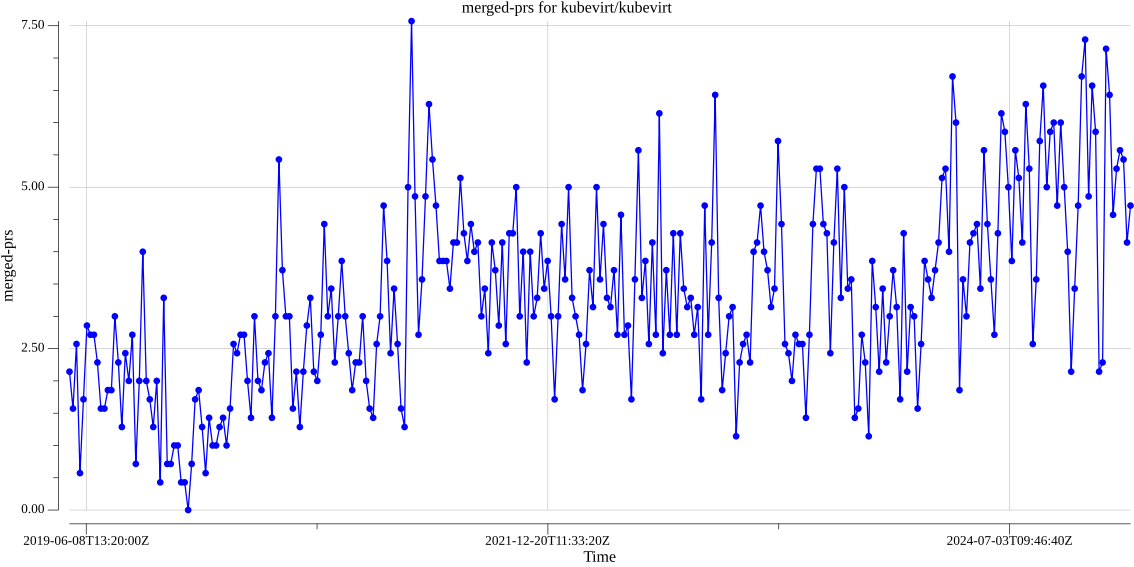 merged-prs for kubevirt/kubevirt
7.50
5.00
2.50
0.00
merged-prs
2019-06-08T13:20:00Z
2021-12-20T11:33:20Z
2024-07-03T09:46:40Z
Time